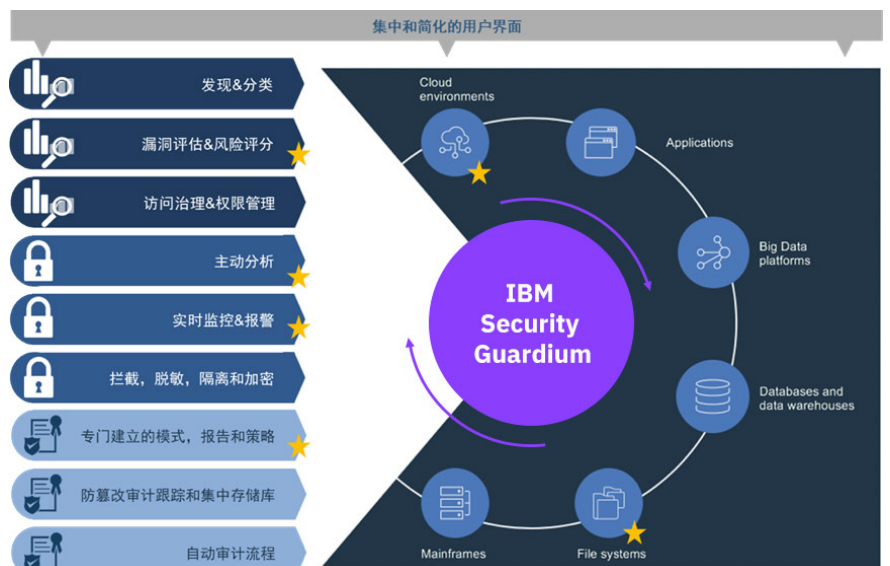 集中和简化的用户界面
发现&分类
漏洞评估&风险评分
访问治理&权限管理
主动分析
实时监控&报警
拦截，脱敏，隔离和加密
专门建立的模式，报告和策略
防篡改审计跟踪和集中存储库
自动审计流程
Cloud
environments
Applications
Big Data
platforms
IBM
Security
Guardium
Databases and
data warehouses
Mainframes
File systems